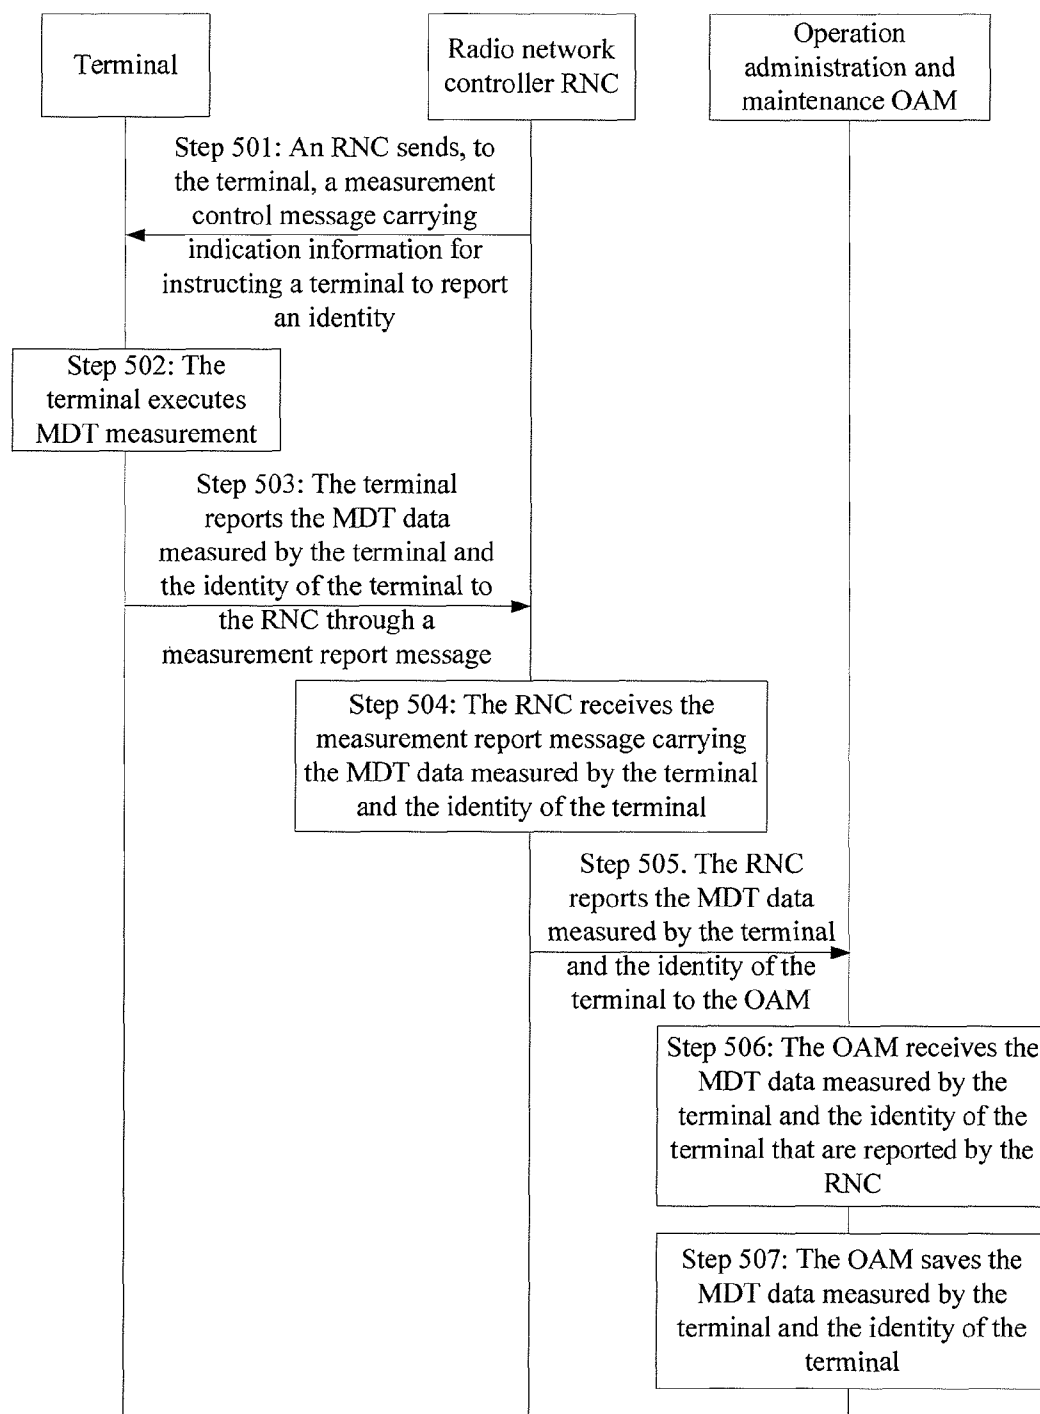 Terminal
Radio network
controller RNC
Operation
administration and
maintenance OAM
Step 501: An RNC sends, to
the terminal, a measurement
control message carrying
indication information for
instructing a terminal to report
an identity
Step 502: The
terminal executes
MDT measurement
Step 503: The terminal
reports the MDT data
measured by the terminal and
the identity of the terminal to
the RNC through a
measurement report message
Step 504: The RNC receives the
measurement report message carrying
the MDT data measured by the terminal
and the identity of the terminal
Step 505. The RNC
reports the MDT data
measured by the terminal
and the identity of the
terminal to the OAM
Step 506: The OAM receives the
MDT data measured by the
terminal and the identity of the
terminal that are reported by the
RNC
Step 507: The OAM saves the
MDT data measured by the
terminal and the identity of the
terminal